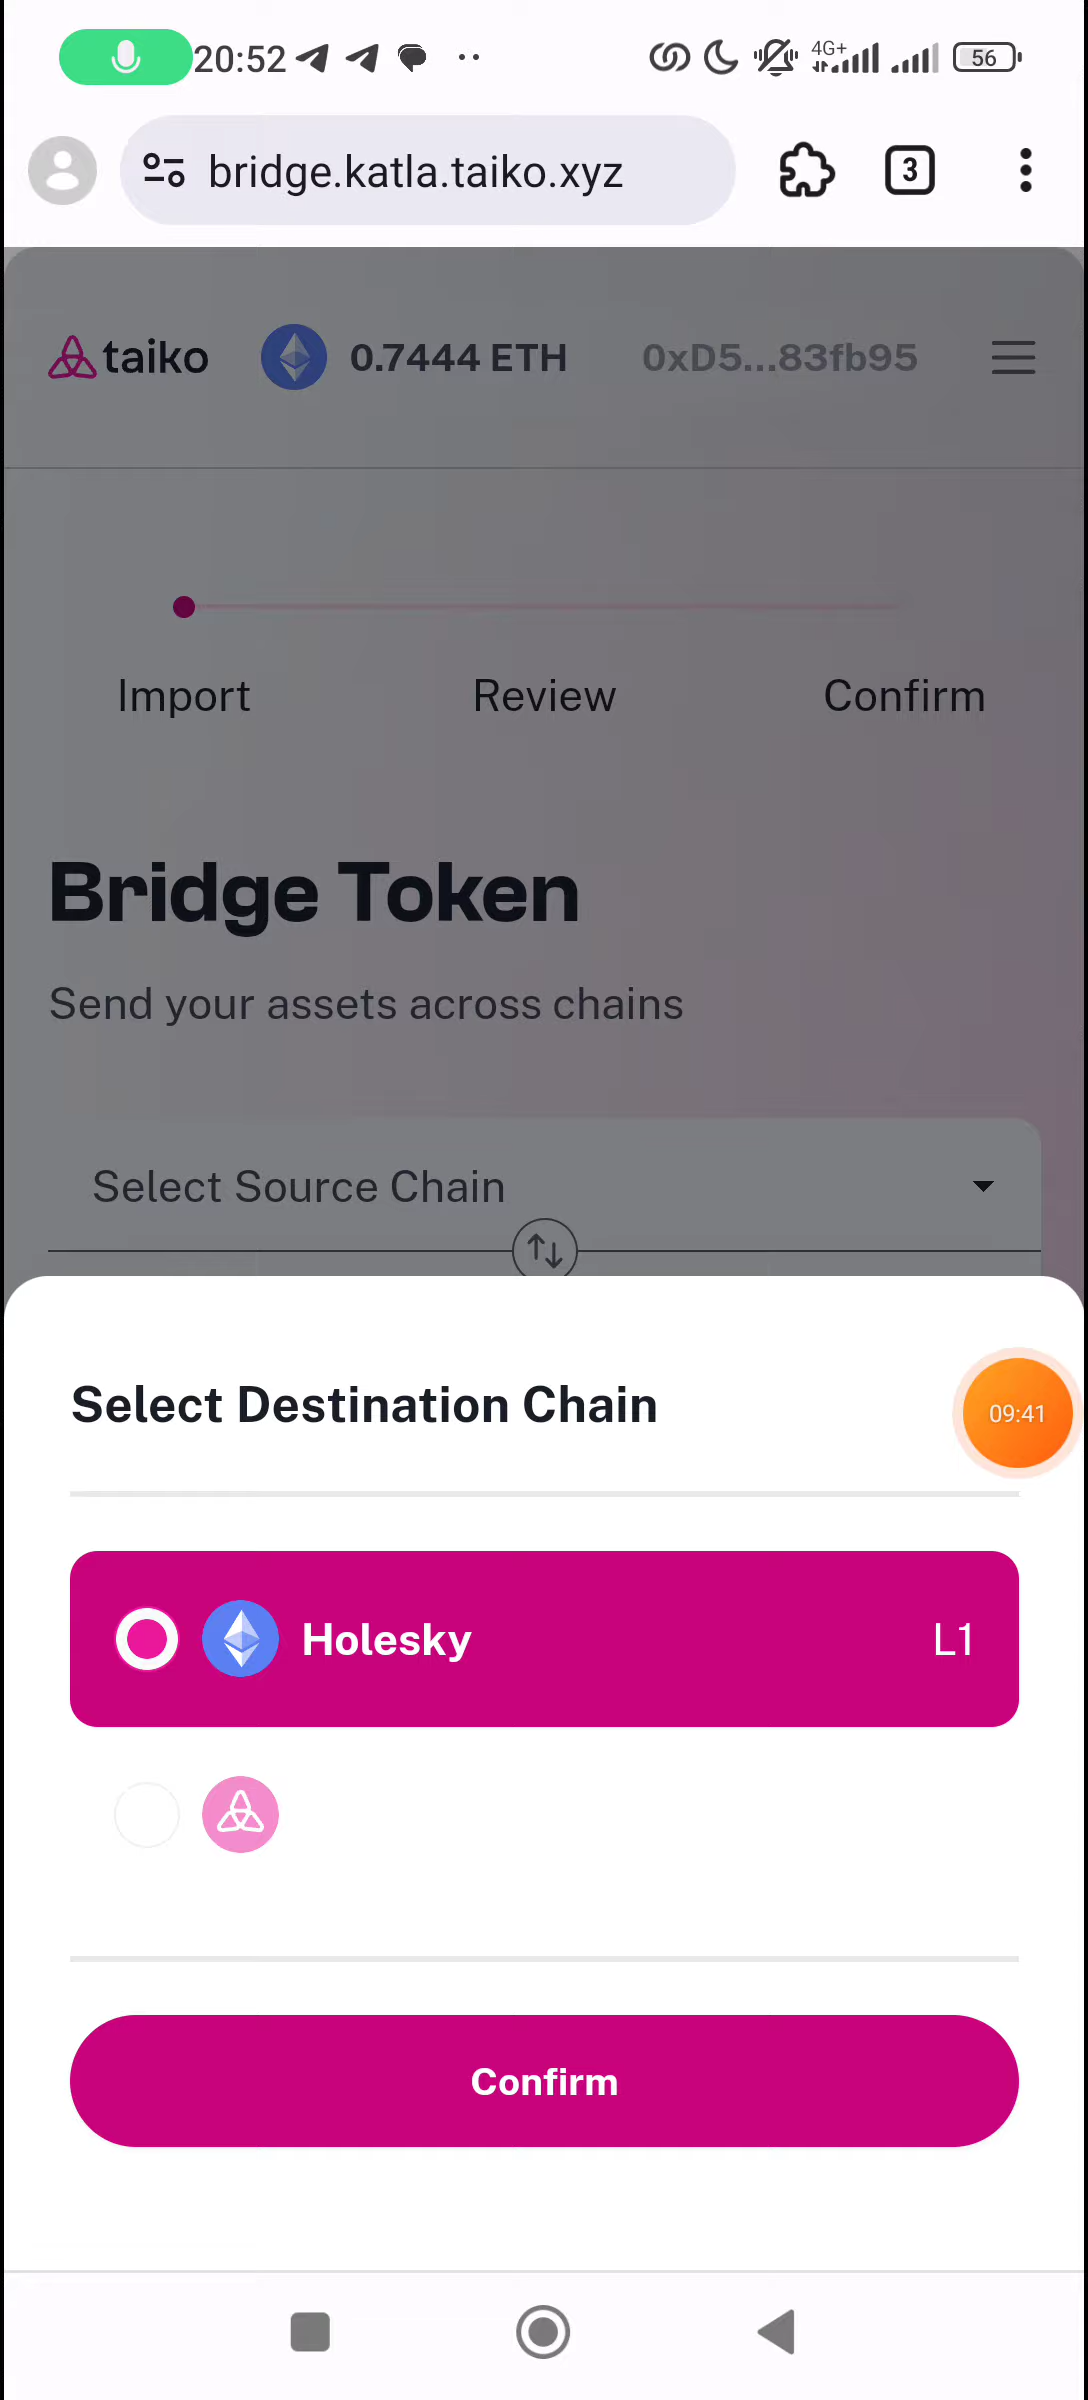 20:52
4G+
56
bridge.katla.taiko.xyz
3
taiko
0.7444 ETH
0xD5...83fb95
Import
Review
Confirm
Bridge Token
Send your assets across chains
Select Source Chain
Select Destination Chain
09:41
Holesky
L1
Confirm